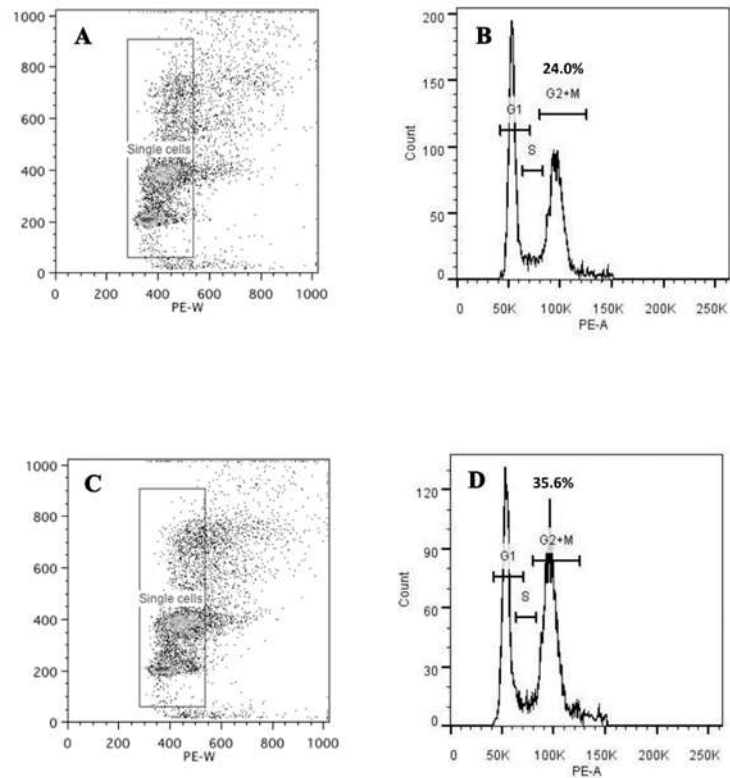 A
1000
800
600
400
200
0
Single cells
0 200 400 600 800 1000
PE-W
B
24.0%
G1
G2+M
S
Count
200
150
100
50
0
0 50K 100K 150K 200K 250K
PE-A
C
1000
800
600
400
200
0
Single cells
0 200 400 600 800 1000
PE-W
D
35.6%
G1
G2+M
S
Count
120
90
60
30
0
0 50K 100K 150K 200K 250K
PE-A